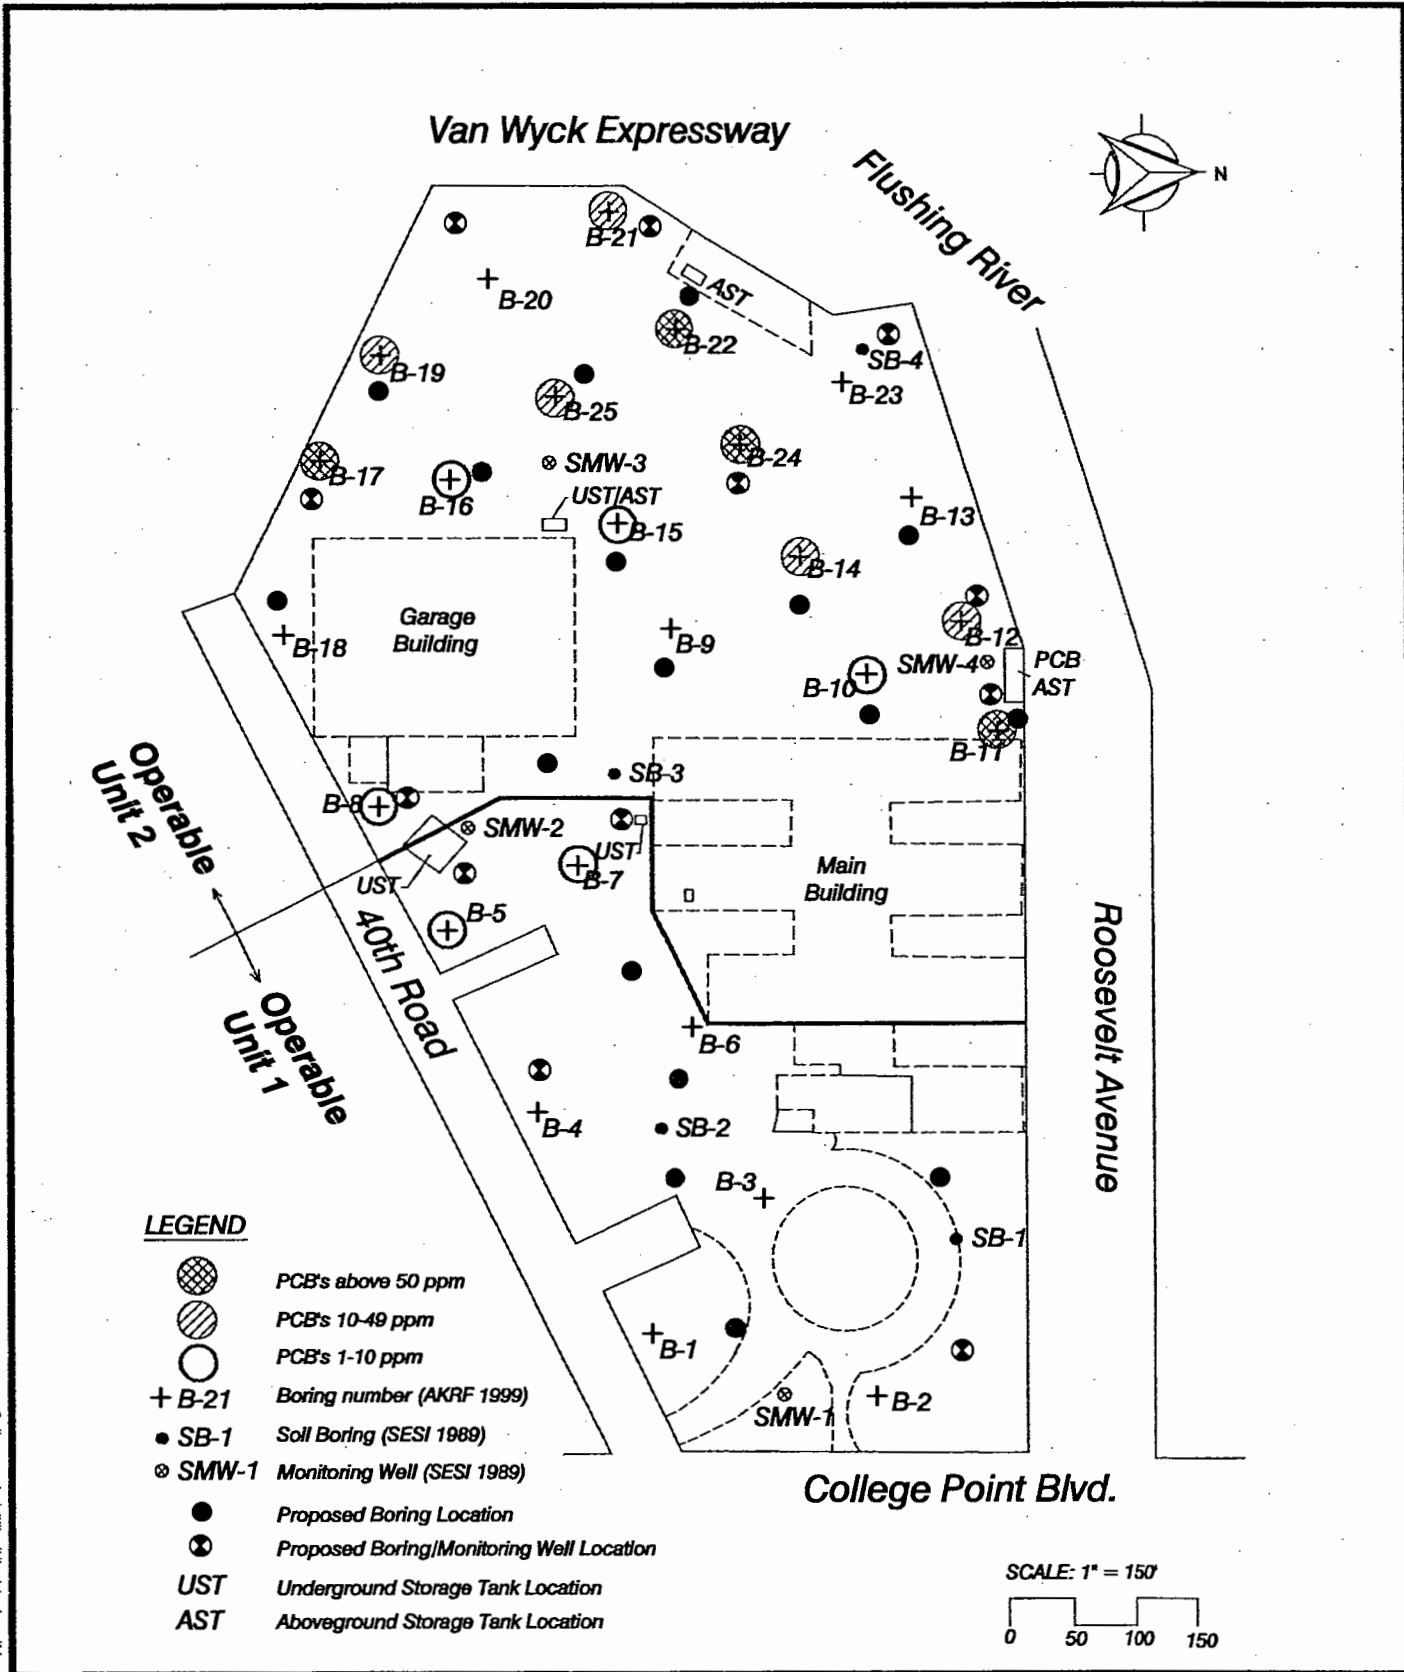 Van Wyck Expressway
Flushing River
N
B-21
AST
B-20
B-22
SB-4
B-19
B-23
B-25
B-24
SMW-3
B-17
UST/AST
B-16
B-13
B-15
B-14
Garage
Building
B-9
B-12
B-18
SMW-4
PCB
AST
B-10
B-11
SB-3
B-8
Operable
Unit 2
SMW-2
UST
B-7
Main
Building
UST
B-5
40th Road
Roosevelt Avenue
Operable
Unit 1
B-6
B-4
SB-2
B-3
SB-1
B-1
B-2
SMW-1
College Point Blvd.
LEGEND
PCB's above 50 ppm
PCB's 10-49 ppm
PCB's 1-10 ppm
B-21 Boring number (AKRF 1999)
SB-1 Soil Boring (SESI 1989)
SMW-1 Monitoring Well (SESI 1989)
Proposed Boring Location
Proposed Boring/Monitoring Well Location
UST Underground Storage Tank Location
AST Aboveground Storage Tank Location
SCALE: 1" = 150'
0 50 100 150